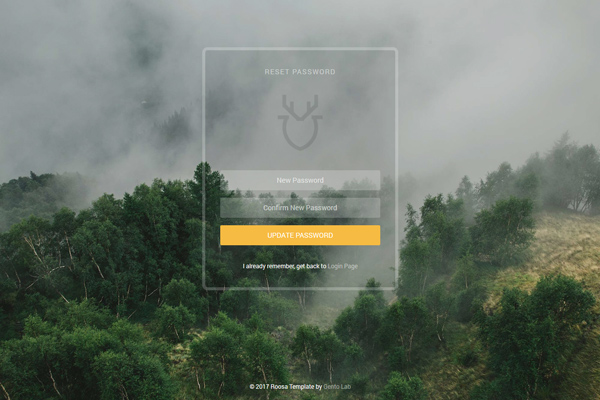 RESET PASSWORD
New Password
Confirm New Password
UPDATE PASSWORD
I already remember, get back to Login Page
© 2017 Roosa Template by Gretto Lab